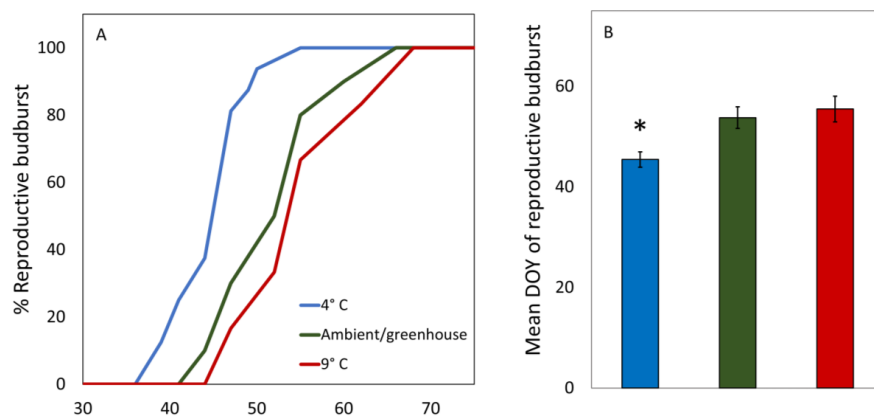 A
% Reproductive budburst
100
80
60
40
20
0
30 40 50 60 70
4° C
Ambient/greenhouse
9° C
B
Mean DOY of reproductive budburst
60
40
20
0
*